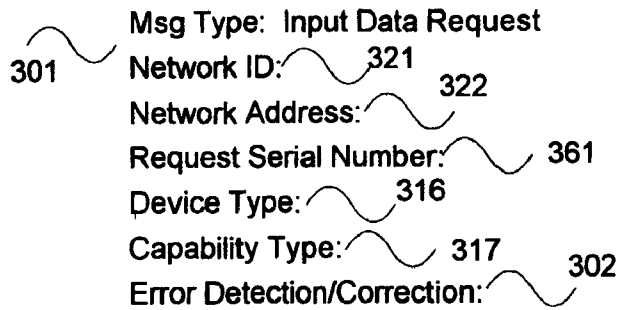 301 Msg Type: Input Data Request
Network ID: 321
Network Address: 322
Request Serial Number: 361
Device Type: 316
Capability Type: 317
Error Detection/Correction: 302